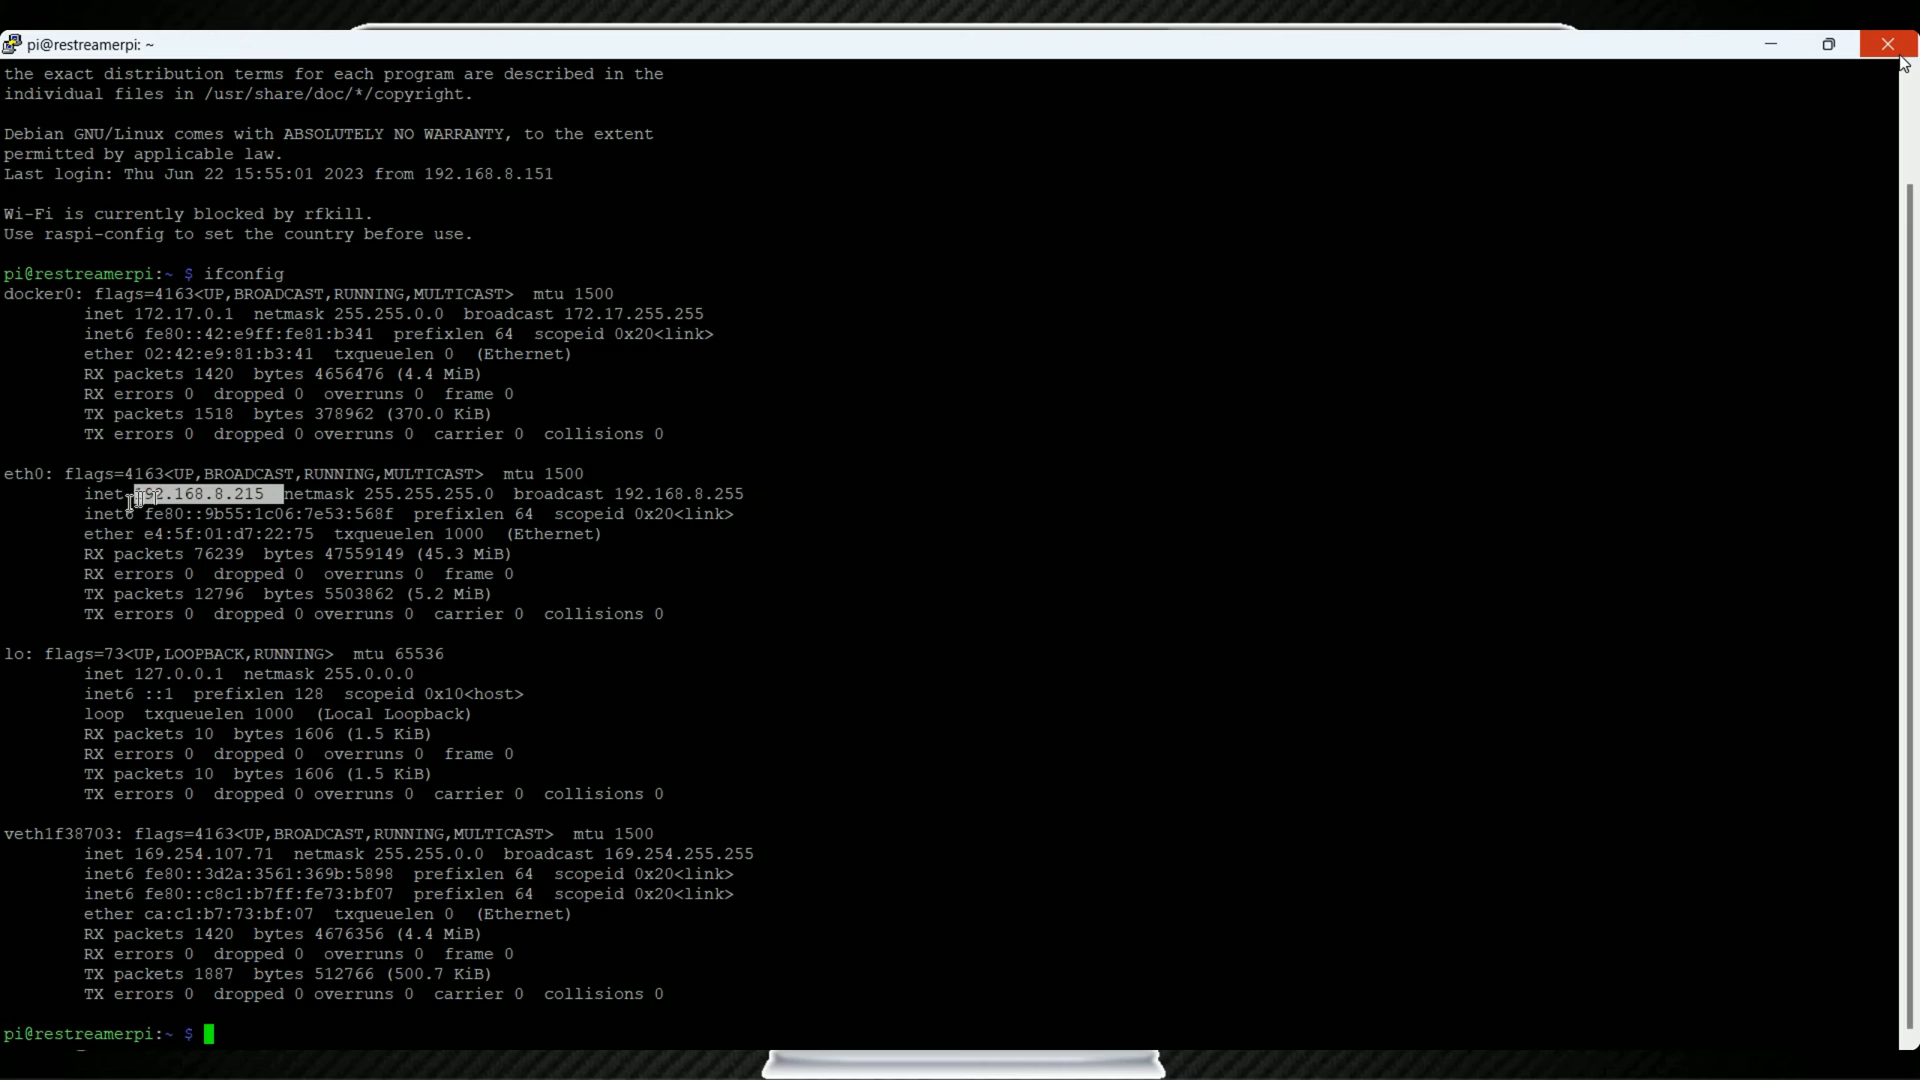 pi@restreamerpi: ~
the exact distribution terms for each program are described in the
individual files in /usr/share/doc/*/copyright.
Debian GNU/Linux comes with ABSOLUTELY NO WARRANTY, to the extent
permitted by applicable law.
Last login: Thu Jun 22 15:55:01 2023 from 192.168.8.151
Wi-Fi is currently blocked by rfkill.
Use raspi-config to set the country before use.
pi@restreamerpi:~ $ ifconfig
docker0: flags=4163<UP,BROADCAST,RUNNING,MULTICAST>  mtu 1500
        inet 172.17.0.1  netmask 255.255.0.0  broadcast 172.17.255.255
        inet6 fe80::42:e9ff:fe81:b341  prefixlen 64  scopeid 0x20<link>
        ether 02:42:e9:81:b3:41  txqueuelen 0  (Ethernet)
        RX packets 1420  bytes 4656476 (4.4 MiB)
        RX errors 0  dropped 0  overruns 0  frame 0
        TX packets 1518  bytes 378962 (370.0 KiB)
        TX errors 0  dropped 0 overruns 0  carrier 0  collisions 0
eth0: flags=4163<UP,BROADCAST,RUNNING,MULTICAST>  mtu 1500
        inet 192.168.8.215  netmask 255.255.255.0  broadcast 192.168.8.255
        inet6 fe80::9b55:1c06:7e53:568f  prefixlen 64  scopeid 0x20<link>
        ether e4:5f:01:d7:22:75  txqueuelen 1000  (Ethernet)
        RX packets 76239  bytes 47559149 (45.3 MiB)
        RX errors 0  dropped 0  overruns 0  frame 0
        TX packets 12796  bytes 5503862 (5.2 MiB)
        TX errors 0  dropped 0 overruns 0  carrier 0  collisions 0
lo: flags=73<UP,LOOPBACK,RUNNING>  mtu 65536
        inet 127.0.0.1  netmask 255.0.0.0
        inet6 ::1  prefixlen 128  scopeid 0x10<host>
        loop  txqueuelen 1000  (Local Loopback)
        RX packets 10  bytes 1606 (1.5 KiB)
        RX errors 0  dropped 0  overruns 0  frame 0
        TX packets 10  bytes 1606 (1.5 KiB)
        TX errors 0  dropped 0 overruns 0  carrier 0  collisions 0
veth1f38703: flags=4163<UP,BROADCAST,RUNNING,MULTICAST>  mtu 1500
        inet 169.254.107.71  netmask 255.255.0.0  broadcast 169.254.255.255
        inet6 fe80::3d2a:3561:369b:5898  prefixlen 64  scopeid 0x20<link>
        inet6 fe80::c8c1:b7ff:fe73:bf07  prefixlen 64  scopeid 0x20<link>
        ether ca:c1:b7:73:bf:07  txqueuelen 0  (Ethernet)
        RX packets 1420  bytes 4676356 (4.4 MiB)
        RX errors 0  dropped 0  overruns 0  frame 0
        TX packets 1887  bytes 512766 (500.7 KiB)
        TX errors 0  dropped 0 overruns 0  carrier 0  collisions 0
pi@restreamerpi:~ $